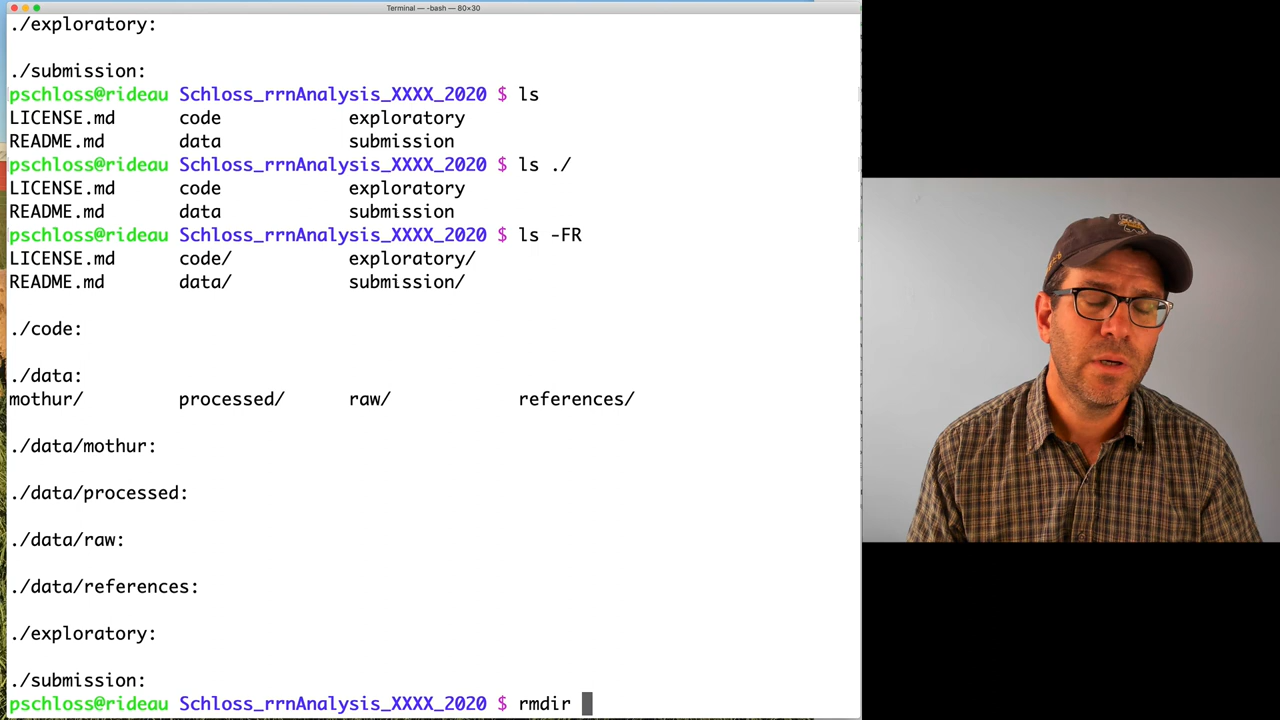 Terminal — -bash — 80×30
./exploratory:
./submission:
pschloss@rideau Schloss_rrnAnalysis_XXXX_2020 $ ls
LICENSE.md code exploratory
README.md data submission
pschloss@rideau Schloss_rrnAnalysis_XXXX_2020 $ ls ./
LICENSE.md code exploratory
README.md data submission
pschloss@rideau Schloss_rrnAnalysis_XXXX_2020 $ ls -FR
LICENSE.md code/ exploratory/
README.md data/ submission/
./code:
./data:
mothur/ processed/ raw/ references/
./data/mothur:
./data/processed:
./data/raw:
./data/references:
./exploratory:
./submission:
pschloss@rideau Schloss_rrnAnalysis_XXXX_2020 $ rmdir